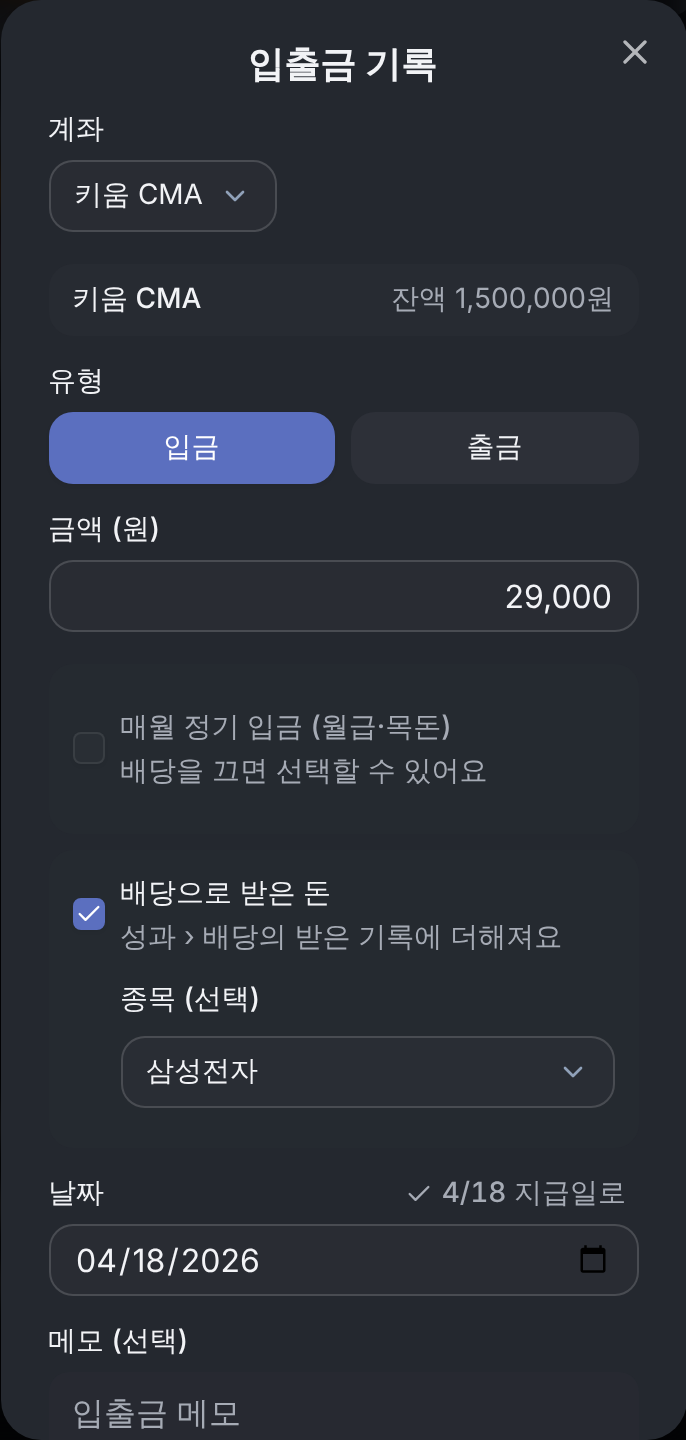 입출금 기록
계좌
키움 CMA
키움 CMA 잔액 1,500,000원
유형
입금 출금
금액 (원)
29,000
매월 정기 입금 (월급·목돈)
배당을 끄면 선택할 수 있어요
배당으로 받은 돈
성과 › 배당의 받은 기록에 더해져요
종목 (선택)
삼성전자
날짜 4/18 지급일로
04/18/2026
메모 (선택)
입출금 메모